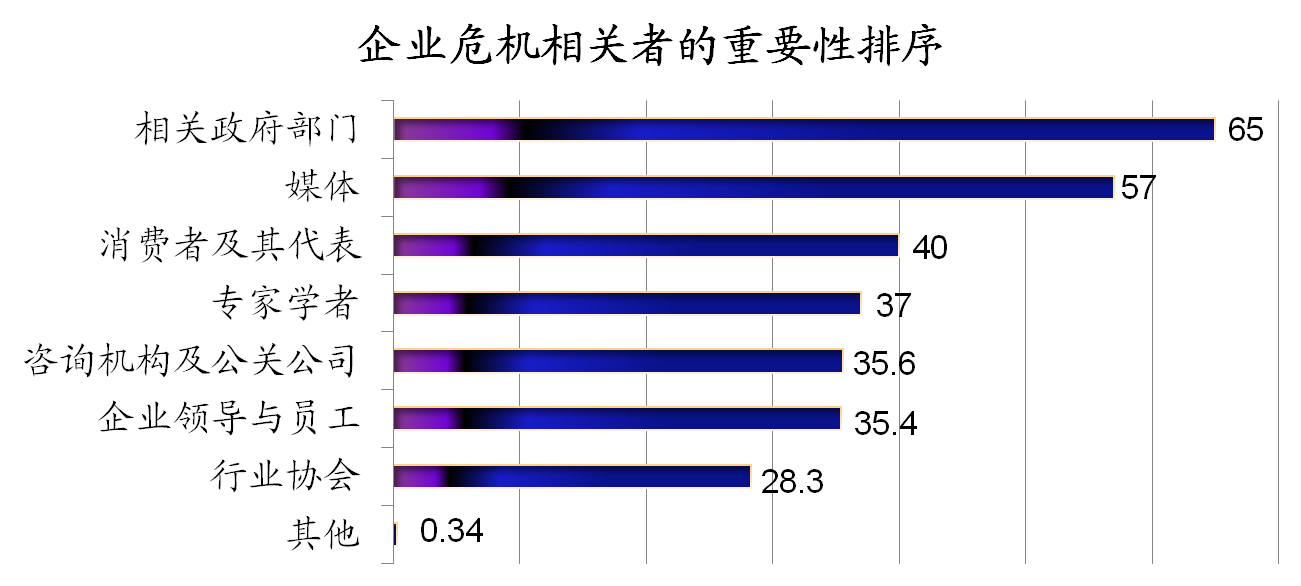 企业危机相关者的重要性排序
相关政府部门 65
媒体 57
消费者及其代表 40
专家学者 37
咨询机构及公关公司 35.6
企业领导与员工 35.4
行业协会 28.3
其他 0.34